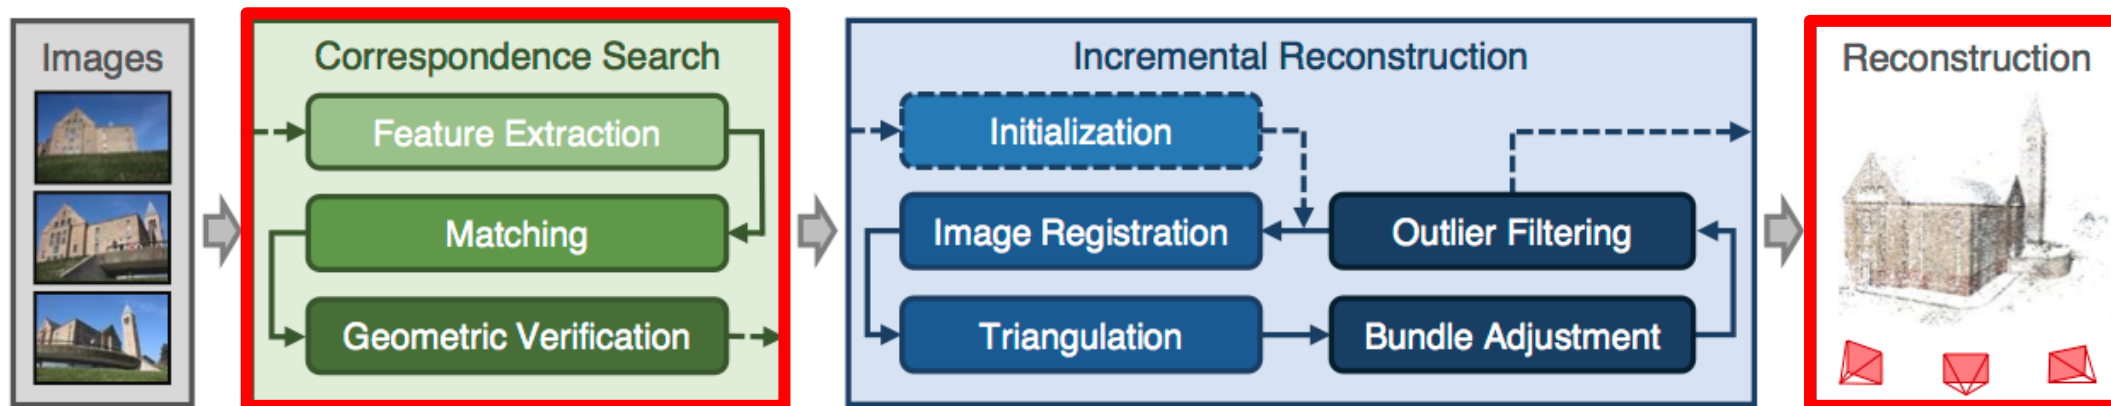 Images
Correspondence Search
Feature Extraction
Matching
Geometric Verification
Incremental Reconstruction
Initialization
Image Registration
Triangulation
Outlier Filtering
Bundle Adjustment
Reconstruction